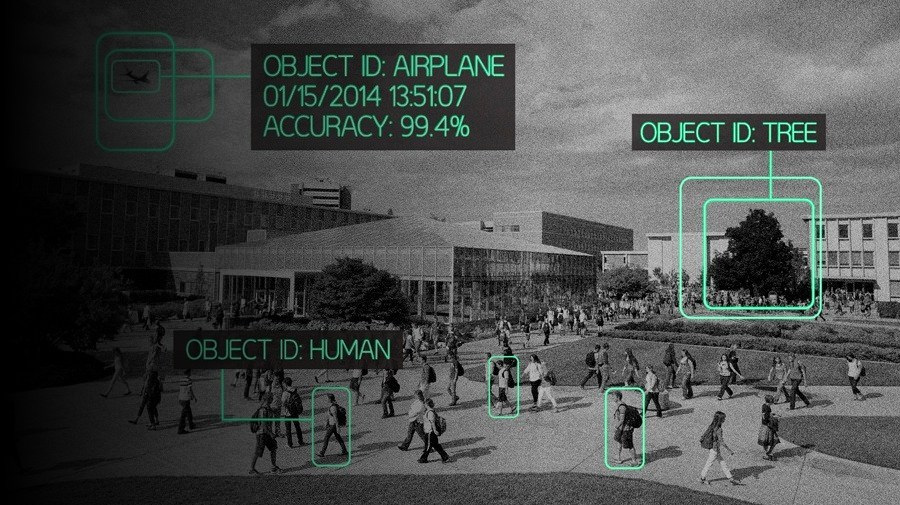 OBJECT ID: AIRPLANE
01/15/2014 13:51:07
ACCURACY: 99.4%
OBJECT ID: TREE
OBJECT ID: HUMAN